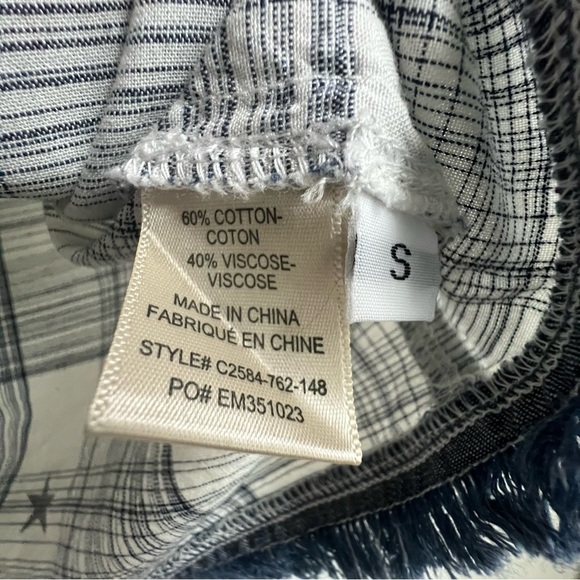 60% COTTON-
COTON
40% VISCOSE-
VISCOSE
MADE IN CHINA
FABRIQUÉ EN CHINE
STYLE# C2584-762-148
PO# EM351023
S